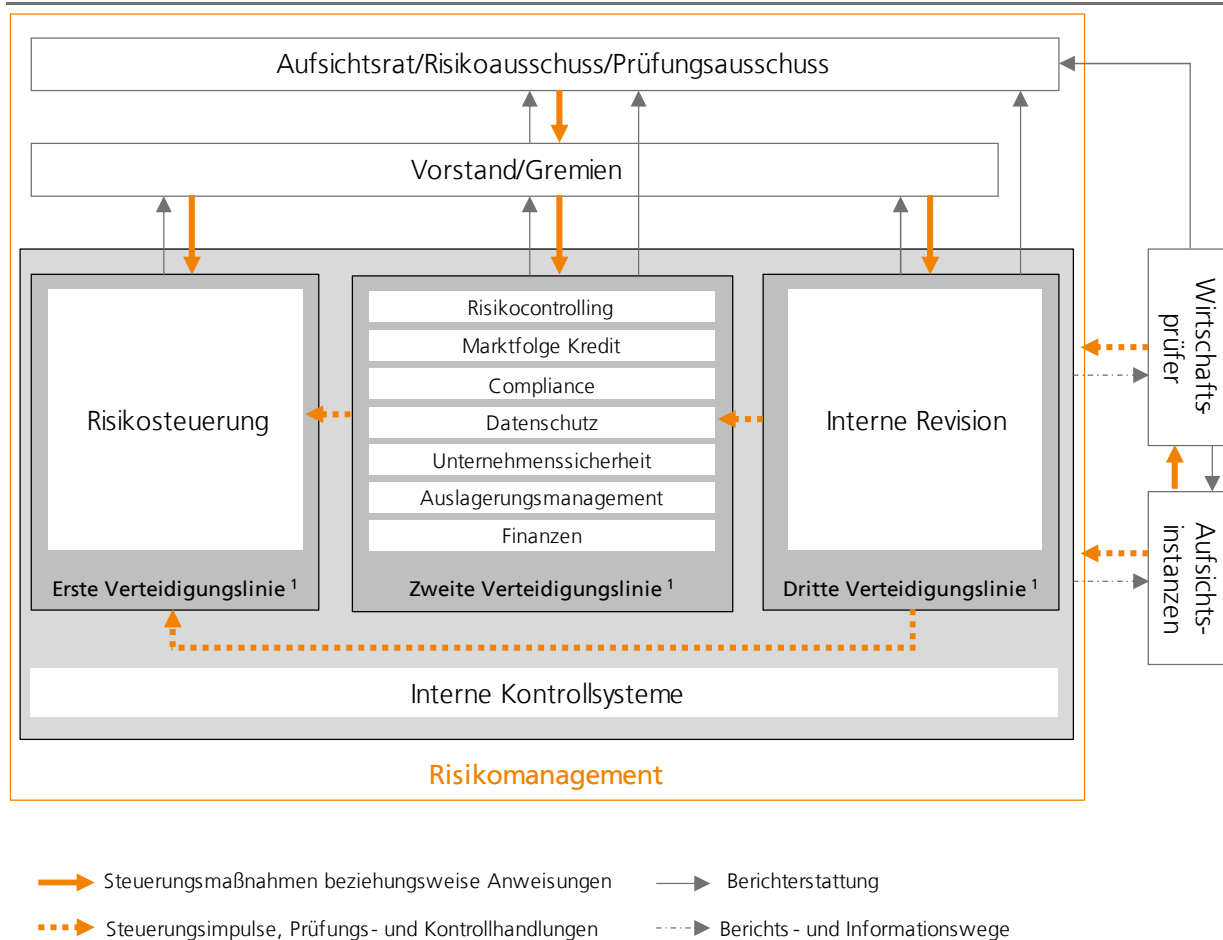 Aufsichtsrat/Risikoausschuss/Prüfungsausschuss
Vorstand/Gremien
Risikosteuerung
Erste Verteidigungslinie ¹
Risikocontrolling
Marktfolge Kredit
Compliance
Datenschutz
Unternehmenssicherheit
Auslagerungsmanagement
Finanzen
Zweite Verteidigungslinie ¹
Interne Revision
Dritte Verteidigungslinie ¹
Interne Kontrollsysteme
Risikomanagement
Wirtschafts-
prüfer
Aufsichts-
instanzen
Steuerungsmaßnahmen beziehungsweise Anweisungen
Berichterstattung
Steuerungsimpulse, Prüfungs- und Kontrollhandlungen
Berichts - und Informationswege